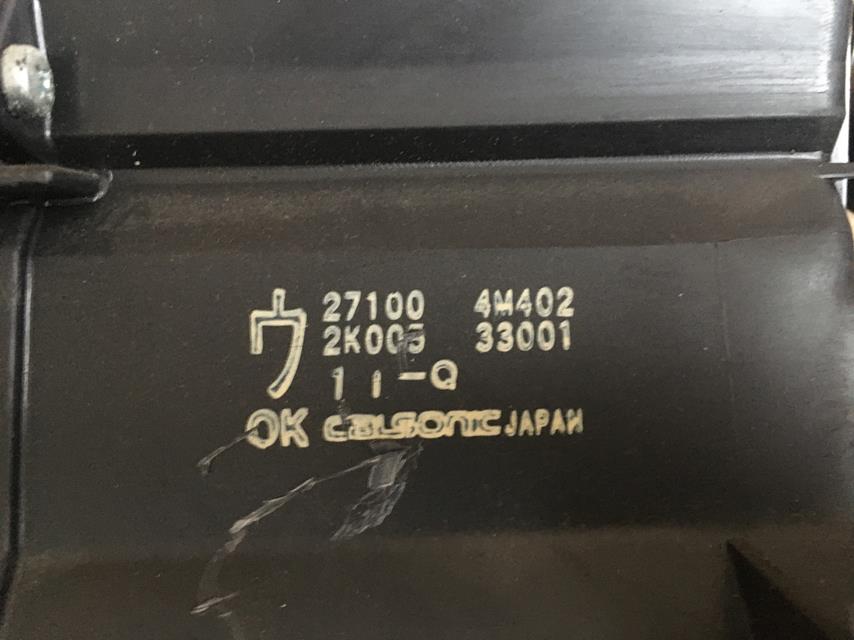 ウ 27100 4M402
2K005 33001
1 1 -Q
OK CALSONIC JAPAN